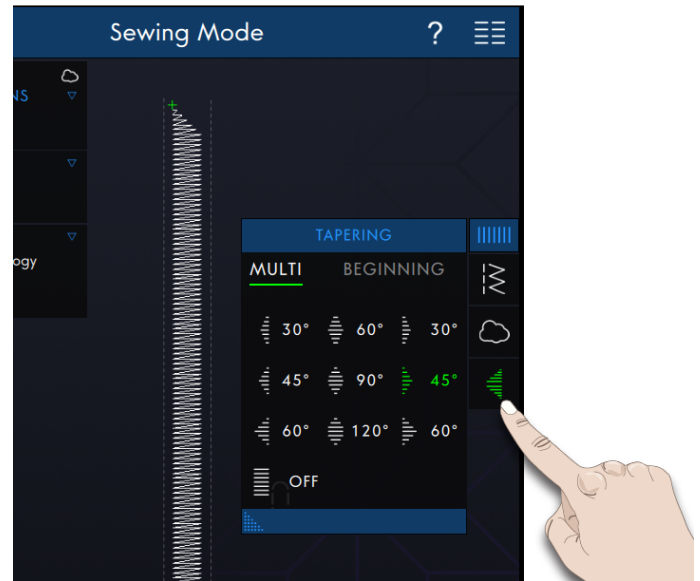 Sewing Mode ?
NS
ogy
TAPERING
MULTI BEGINNING
30° 60° 30°
45° 90° 45°
60° 120° 60°
OFF